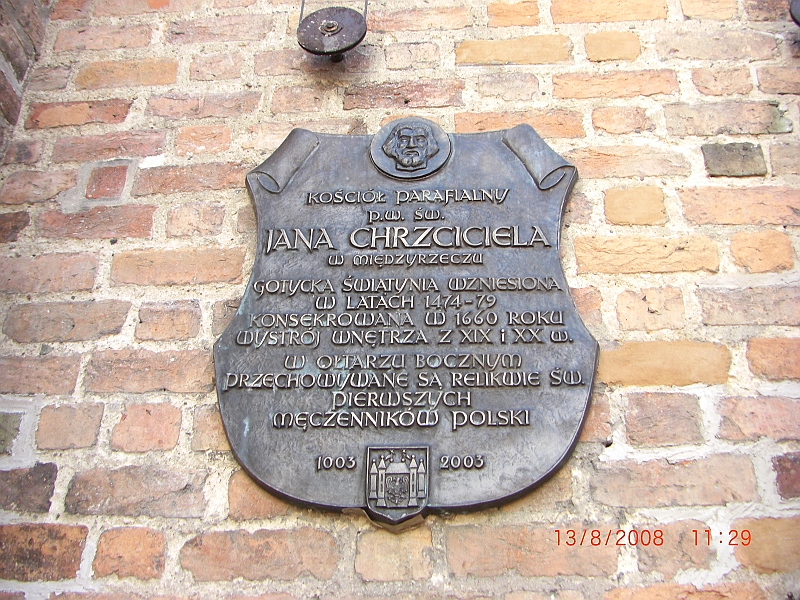 KOŚCIÓŁ PARAFIALNY
P.W. ŚW.
JANA CHRZCICIELA
W MIĘDZYRZECZU
GOTYCKA ŚWIĄTYNIA WZNIESIONA
W LATACH 1474-79
KONSEKROWANA W 1660 ROKU
WYSTRÓJ WNĘTRZA Z XIX I XX W.
W OŁTARZU BOCZNYM
PRZECHOWYWANE SĄ RELIKWIE ŚW.
PIERWSZYCH
MĘCZENNIKÓW POLSKI
1003 2003
13/8/2008 11:29